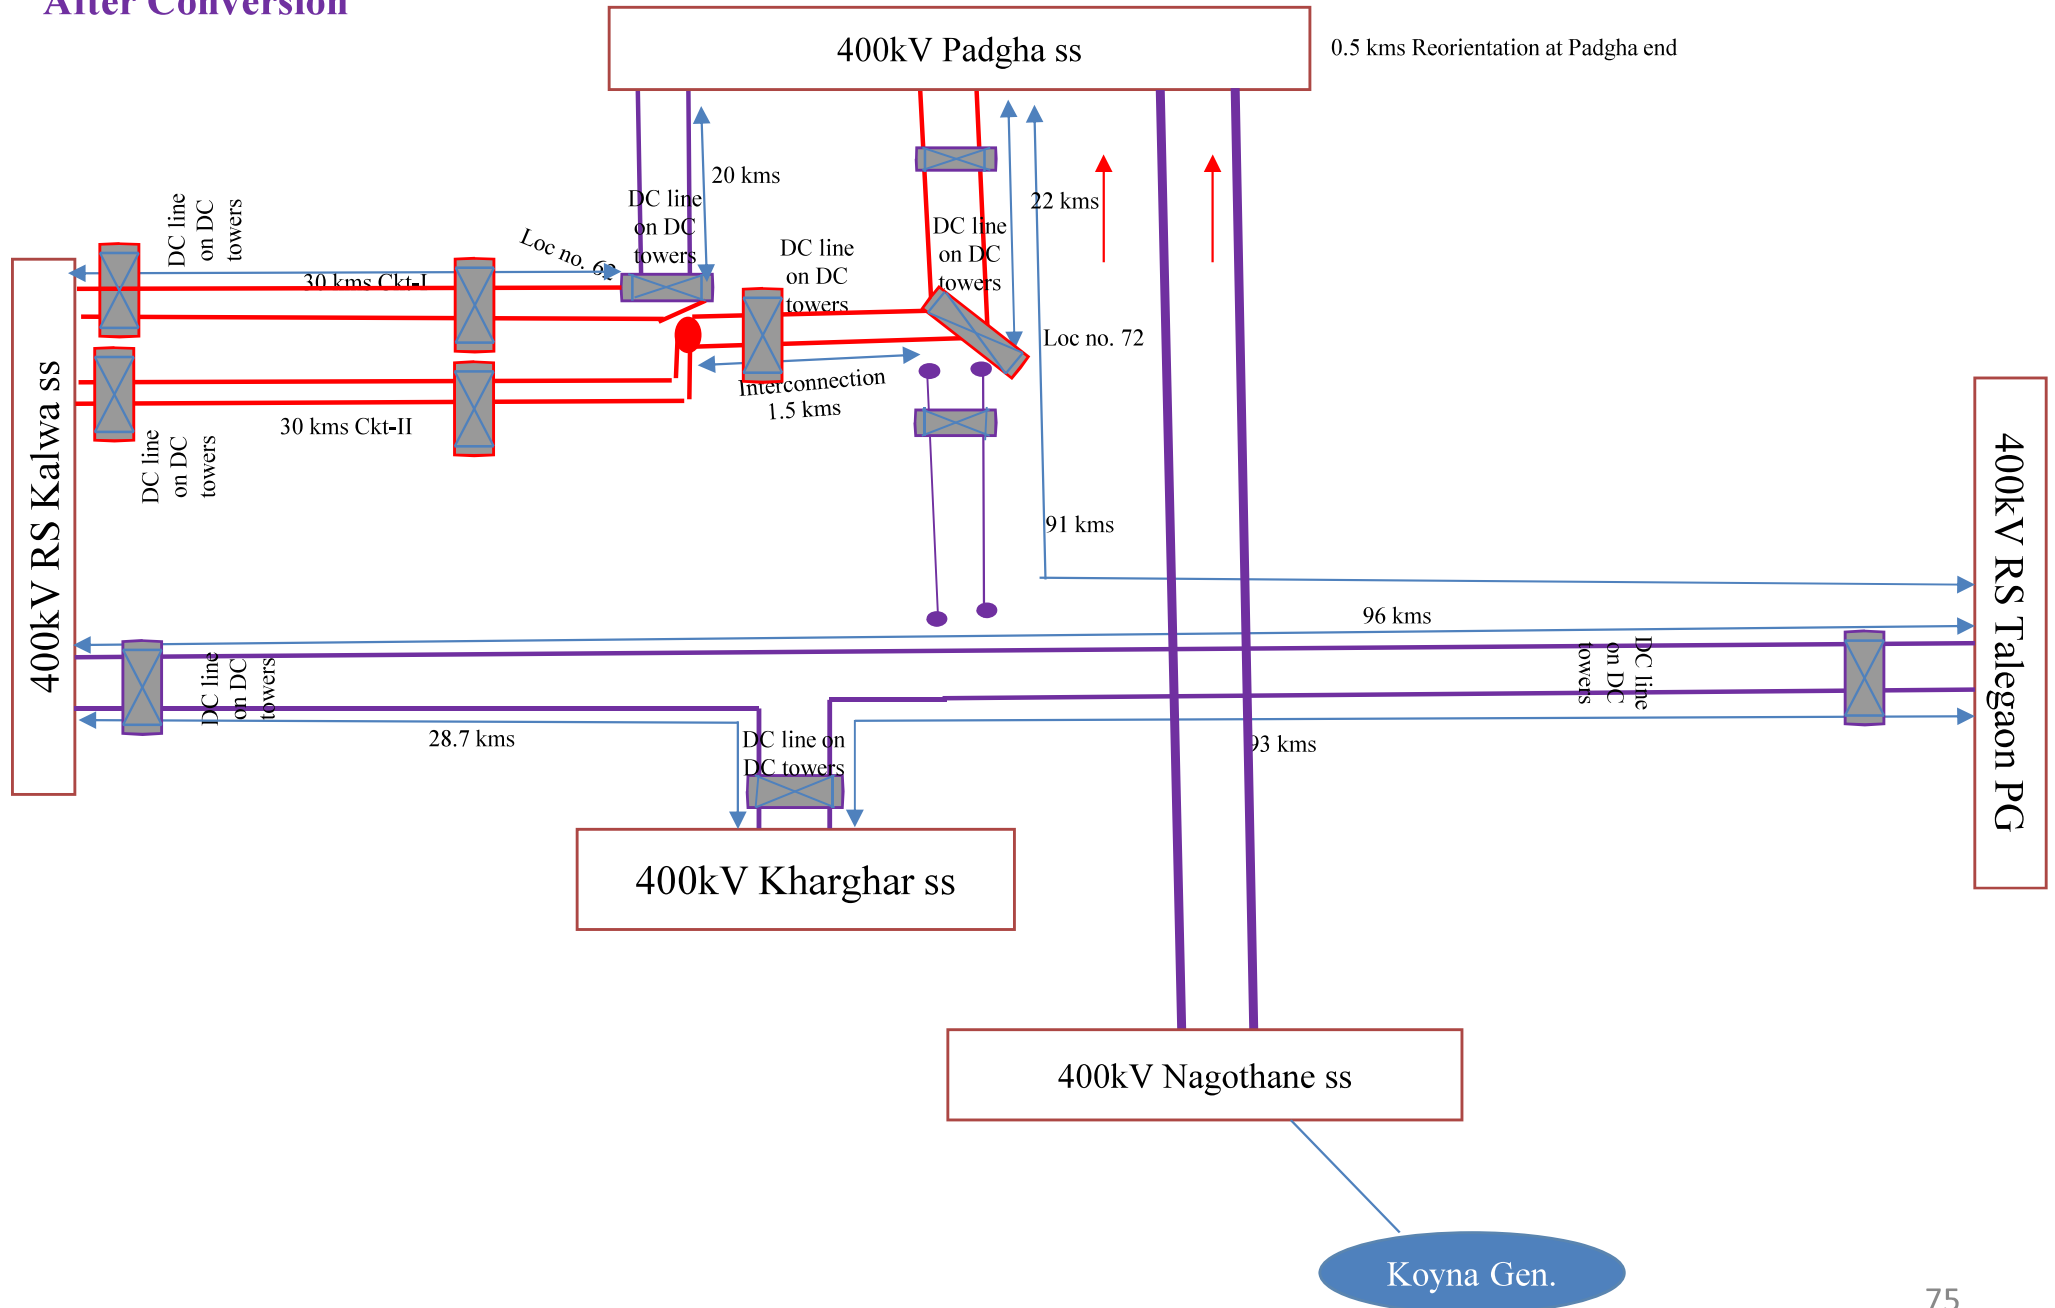 After Conversion
400kV Padgha ss
0.5 kms Reorientation at Padgha end
20 kms
DC line
on DC
towers
DC line
on DC
towers
22 kms
Loc no. 62
DC line
on DC
towers
DC line
on DC
towers
30 kms Ckt-I
Loc no. 72
Interconnection
1.5 kms
30 kms Ckt-II
DC line
on DC
towers
400kV RS Kalwa ss
91 kms
400kV RS Talegaon PG
96 kms
DC line
on DC
towers
DC line
on DC
towers
28.7 kms
DC line on
DC towers
93 kms
400kV Kharghar ss
400kV Nagothane ss
Koyna Gen.
75